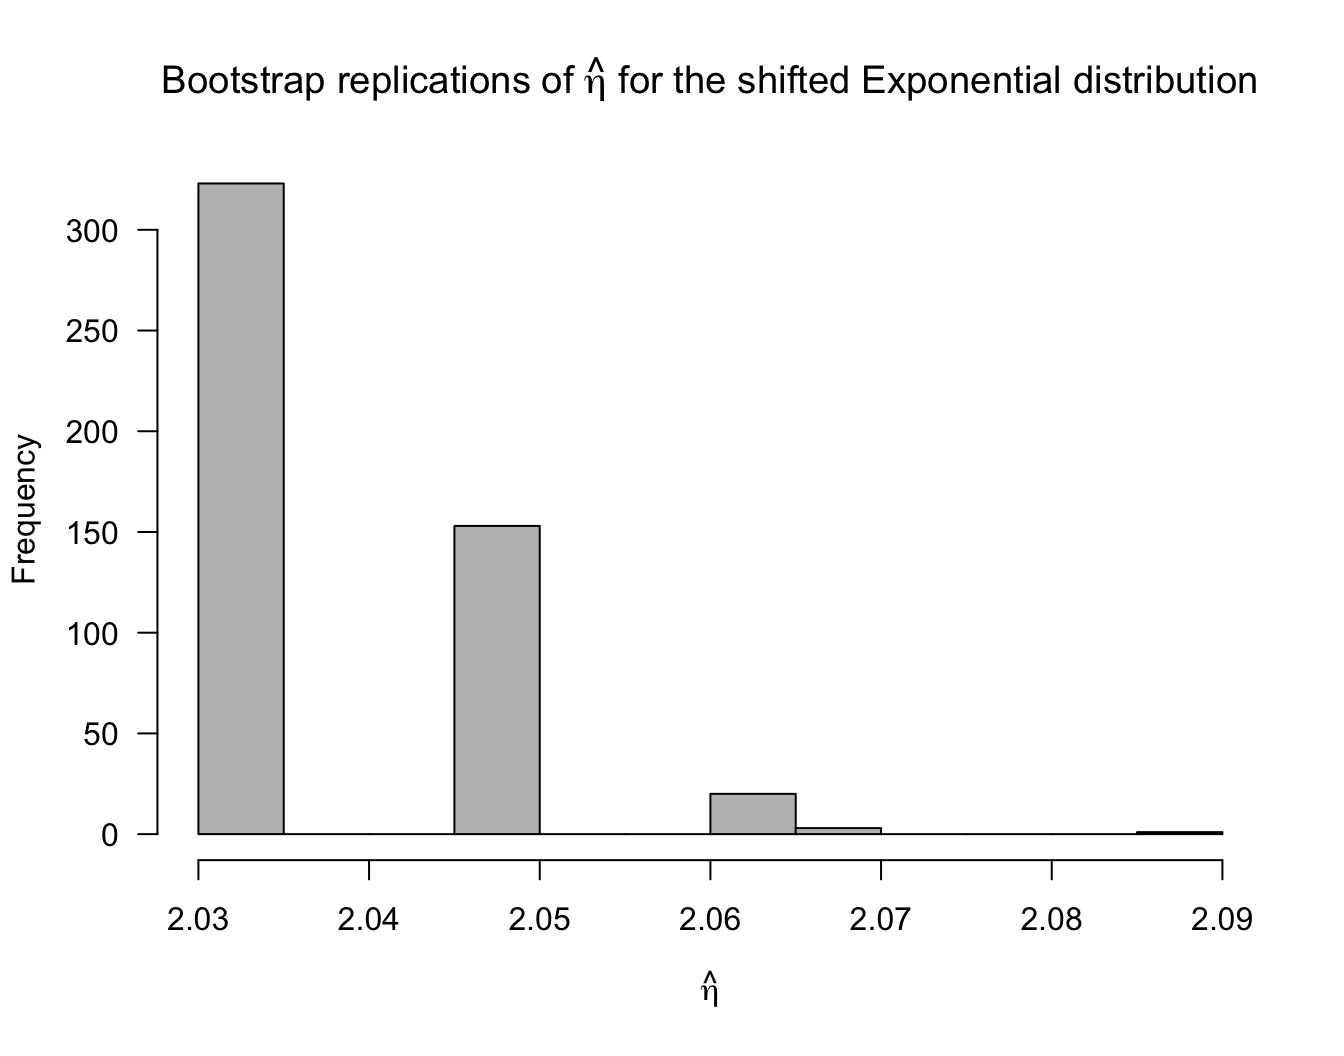 Bootstrap replications of η̂ for the shifted Exponential distribution
300
250
200
150
100
50
0
Frequency
2.03 2.04 2.05 2.06 2.07 2.08 2.09
η̂